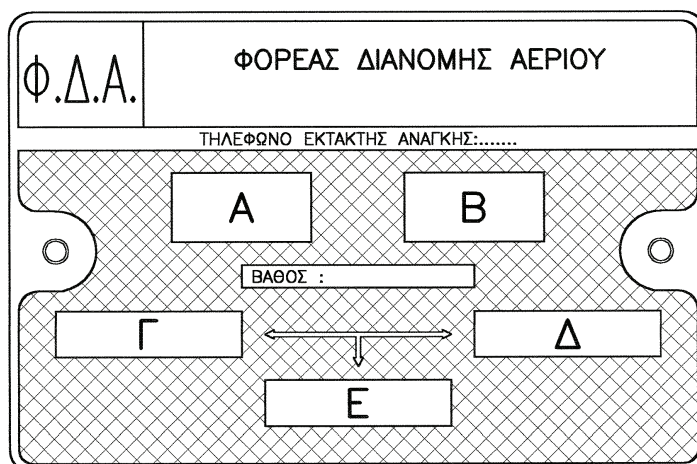 Φ.Δ.Α.
ΦΟΡΕΑΣ ΔΙΑΝΟΜΗΣ ΑΕΡΙΟΥ
ΤΗΛΕΦΩΝΟ ΕΚΤΑΚΤΗΣ ΑΝΑΓΚΗΣ:.......
Α
Β
ΒΑΘΟΣ :
Γ
Δ
Ε